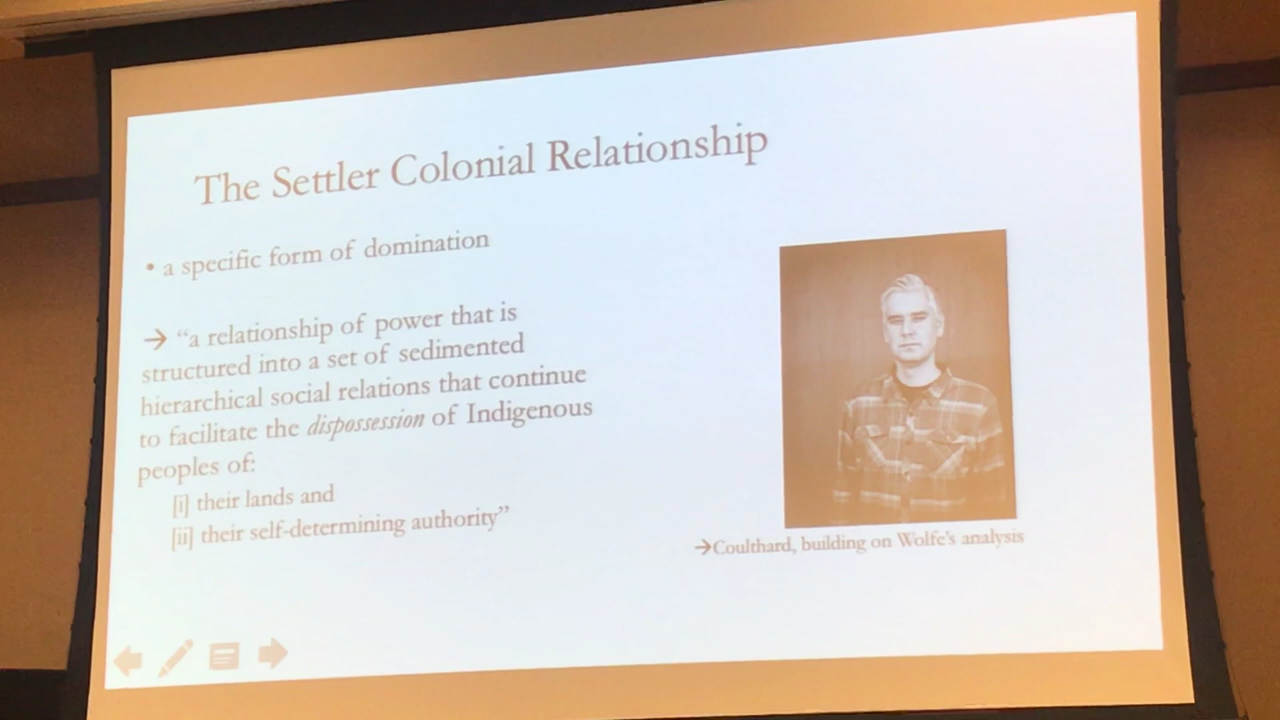 The Settler Colonial Relationship
• a specific form of domination
→ “a relationship of power that is
structured into a set of sedimented
hierarchical social relations that continue
to facilitate the dispossession of Indigenous
peoples of:
[i] their lands and
[ii] their self-determining authority”
→Coulthard, building on Wolfe’s analysis